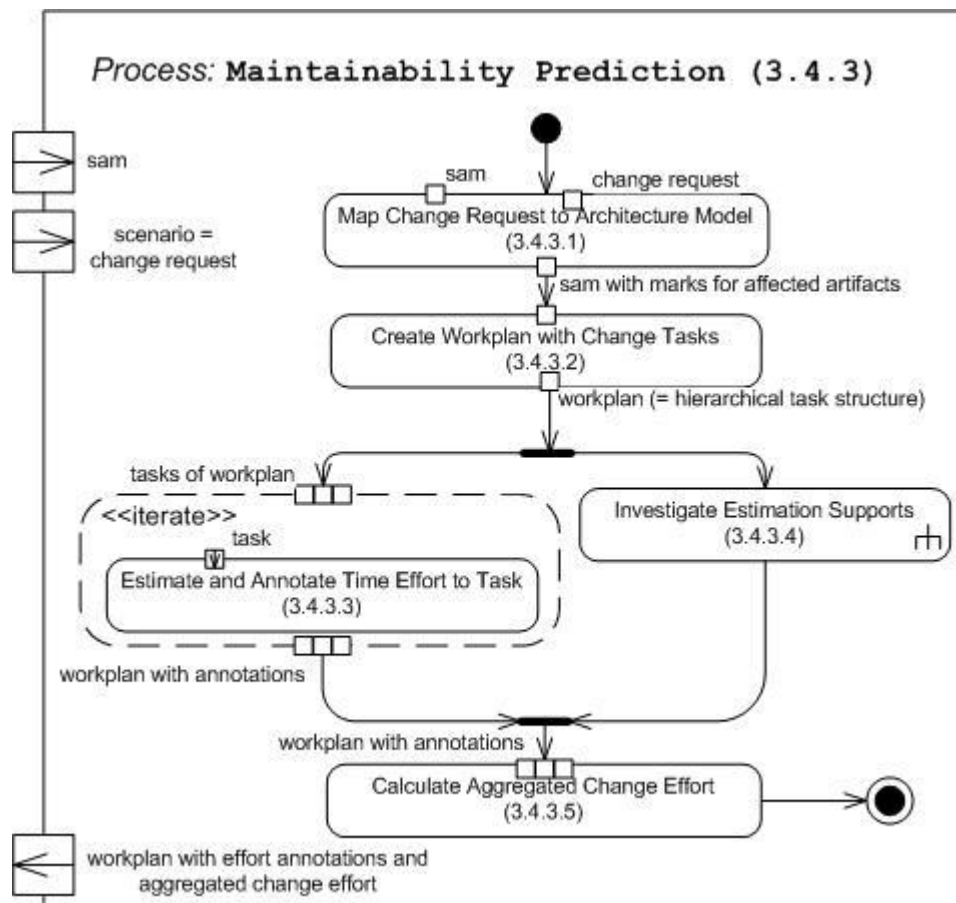 Process: Maintainability Prediction (3.4.3)
sam
scenario =
change request
sam
change request
Map Change Request to Architecture Model
(3.4.3.1)
sam with marks for affected artifacts
Create Workplan with Change Tasks
(3.4.3.2)
workplan (= hierarchical task structure)
tasks of workplan
<<iterate>>
task
Estimate and Annotate Time Effort to Task
(3.4.3.3)
Investigate Estimation Supports
(3.4.3.4)
workplan with annotations
workplan with annotations
Calculate Aggregated Change Effort
(3.4.3.5)
workplan with effort annotations and
aggregated change effort